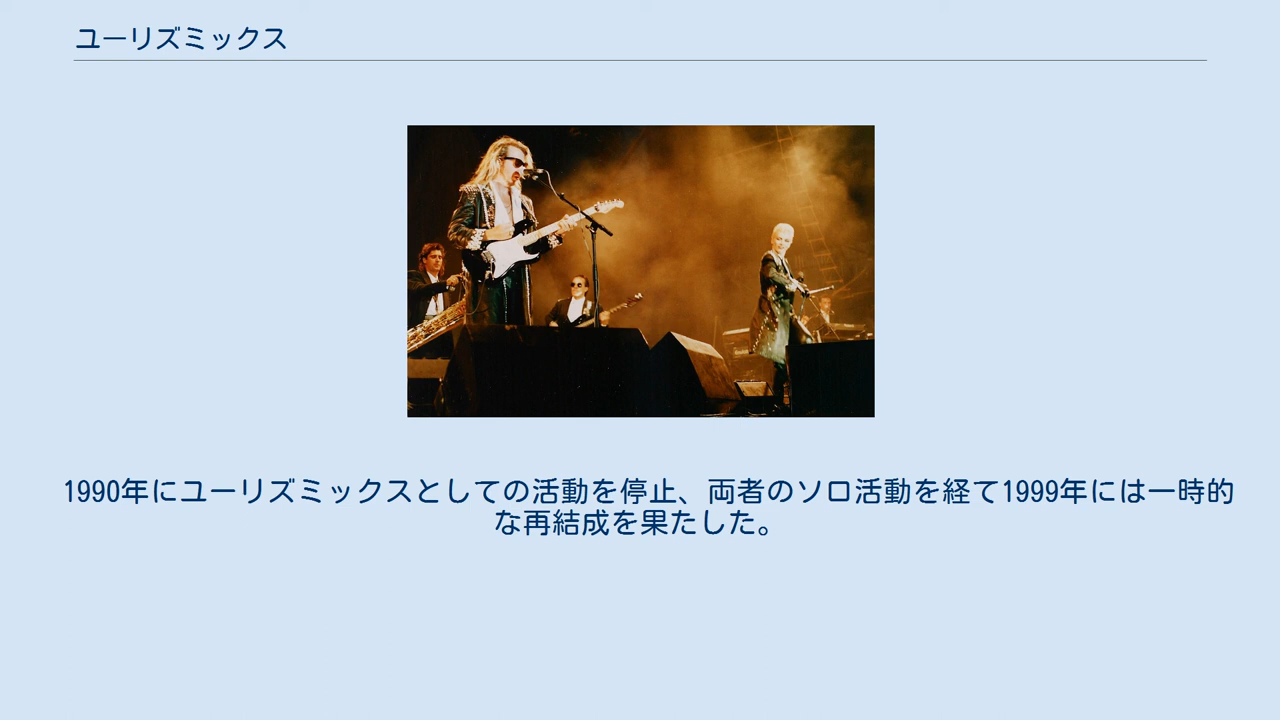 ユーリズミックス
1990年にユーリズミックスとしての活動を停止、両者のソロ活動を経て1999年には一時的
な再結成を果たした。